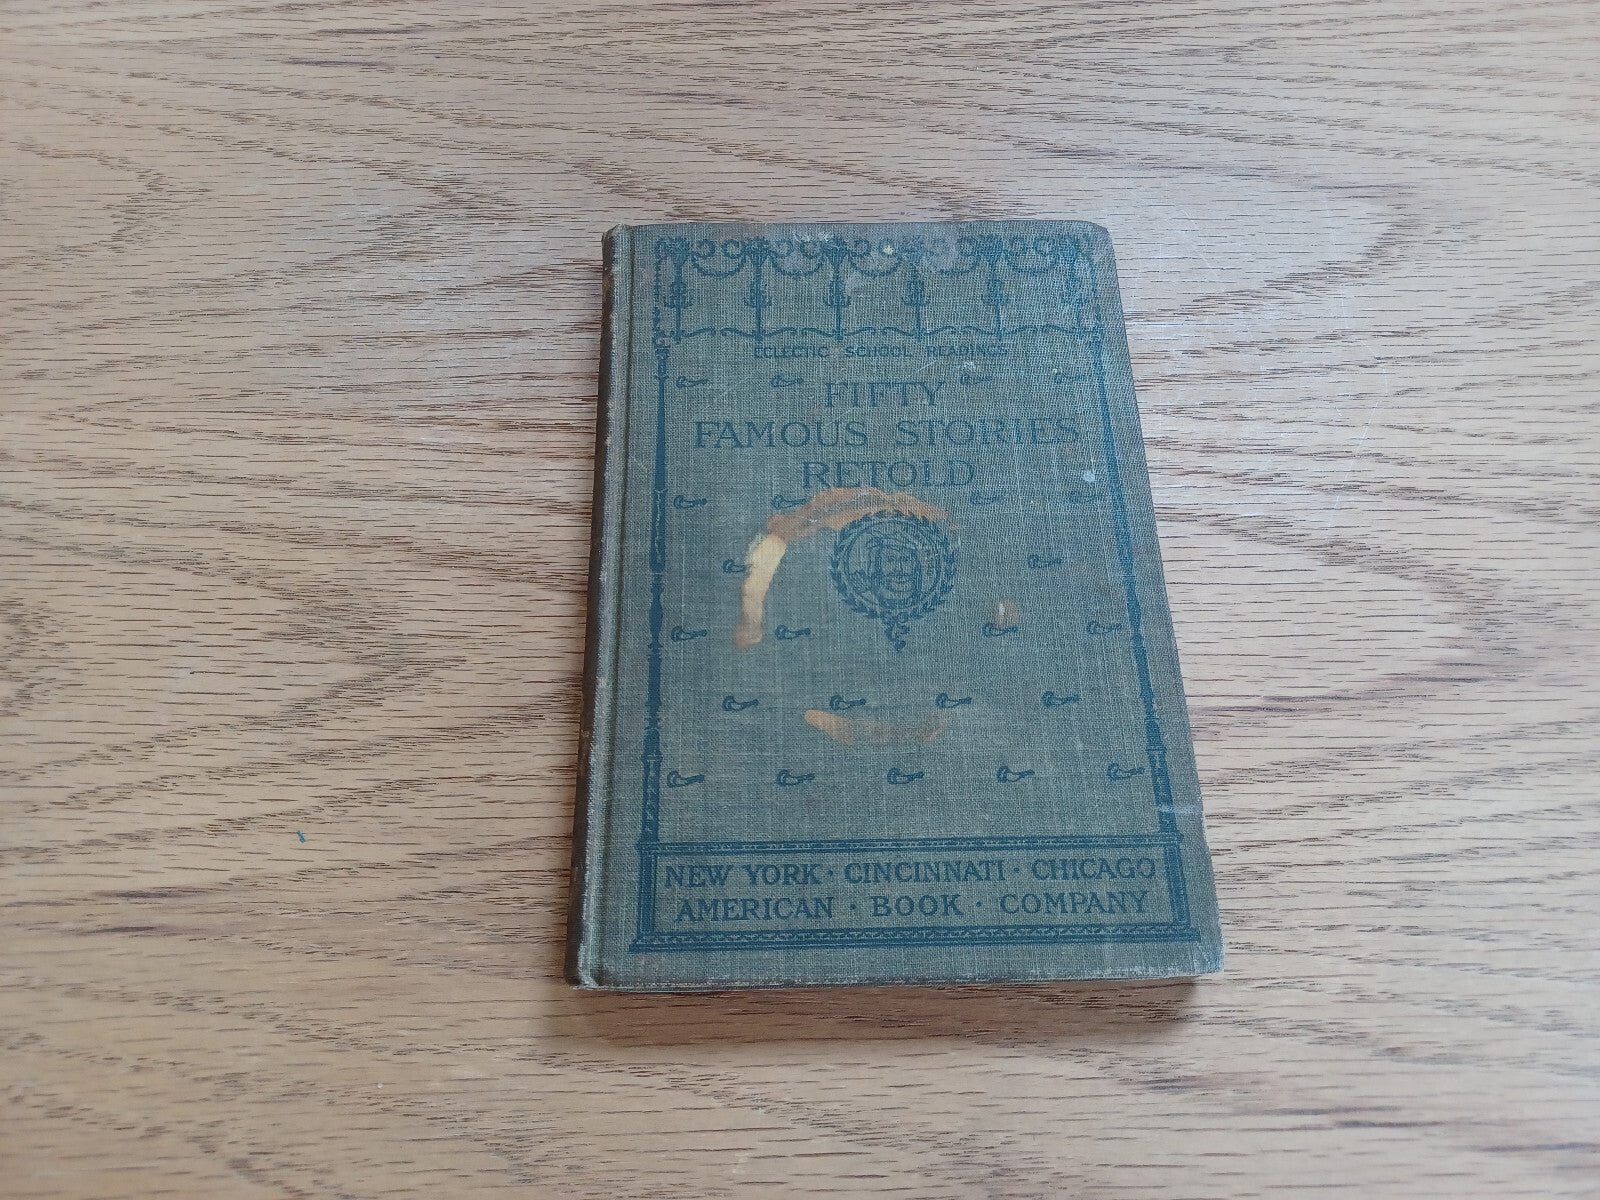 ECLECTIC SCHOOL READINGS
FIFTY
FAMOUS STORIES
RETOLD
NEW YORK · CINCINNATI · CHICAGO
AMERICAN · BOOK · COMPANY